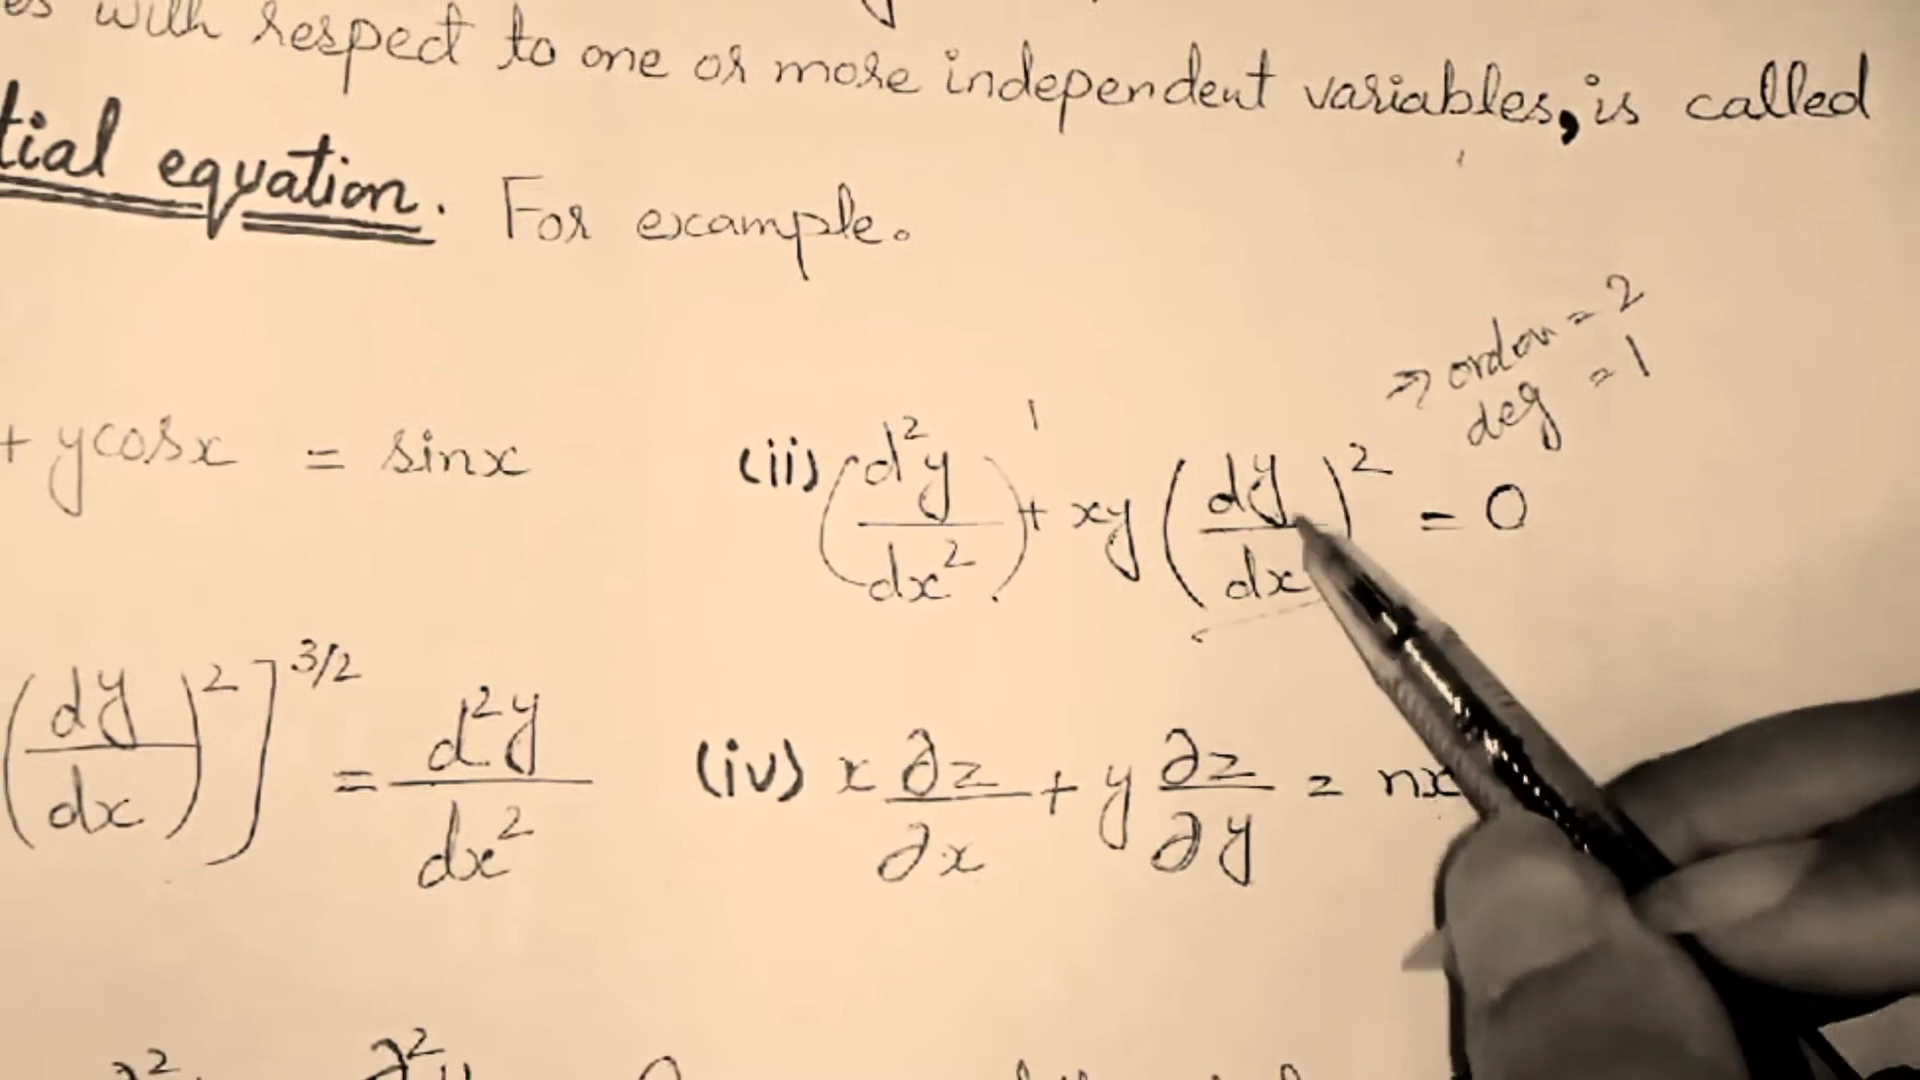 with respect to one or more independent variables, is called
tial equation. For example.
⇒ order = 2
deg = 1
+ ycosx = sinx
(ii) (d²y/dx²)¹ + xy (dy/dx)² = 0
(dy/dx)²]^3/2 = d²y/dx²
(iv) x ∂z/∂x + y ∂z/∂y = nx